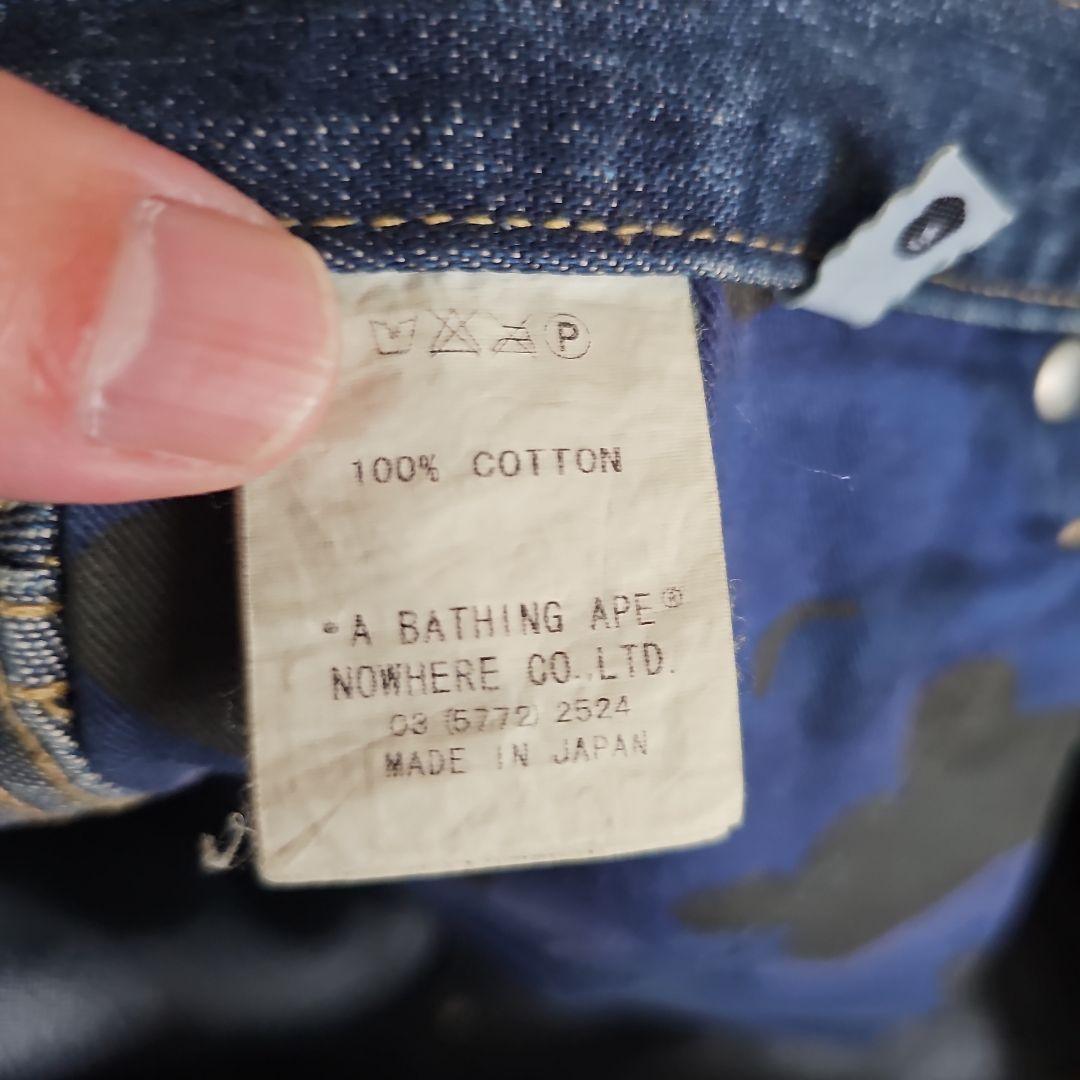 P
100% COTTON
•A BATHING APE®
NOWHERE CO.,LTD.
03 (5772) 2524
MADE IN JAPAN